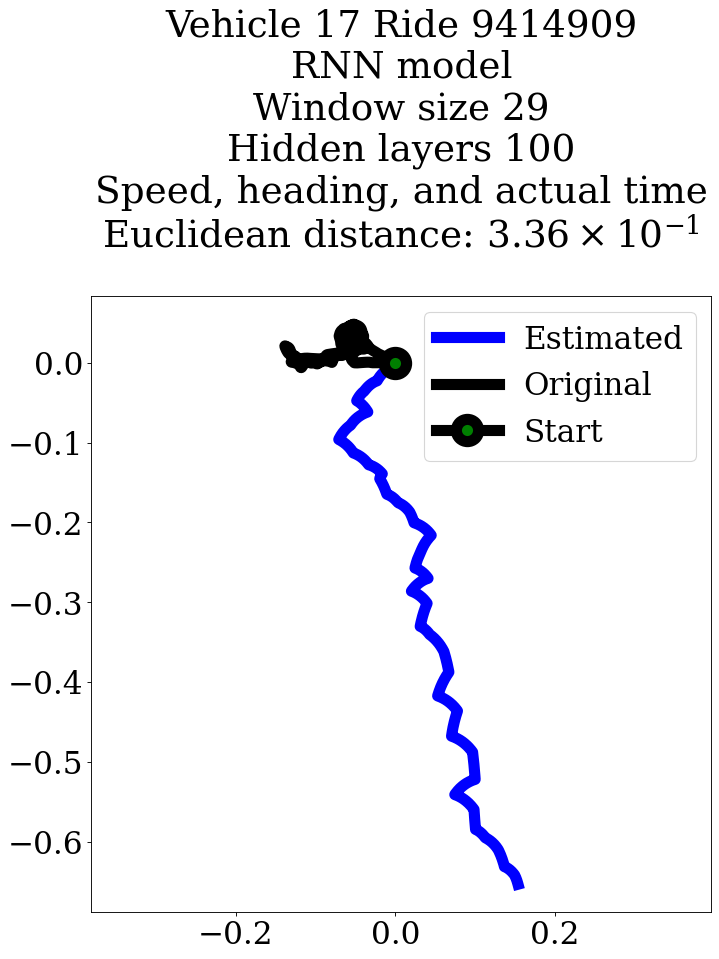 Vehicle 17 Ride 9414909
RNN model
Window size 29
Hidden layers 100
Speed, heading, and actual time
Euclidean distance: 3.36 × 10⁻¹
Estimated
Original
Start
0.0
−0.1
−0.2
−0.3
−0.4
−0.5
−0.6
−0.2 0.0 0.2